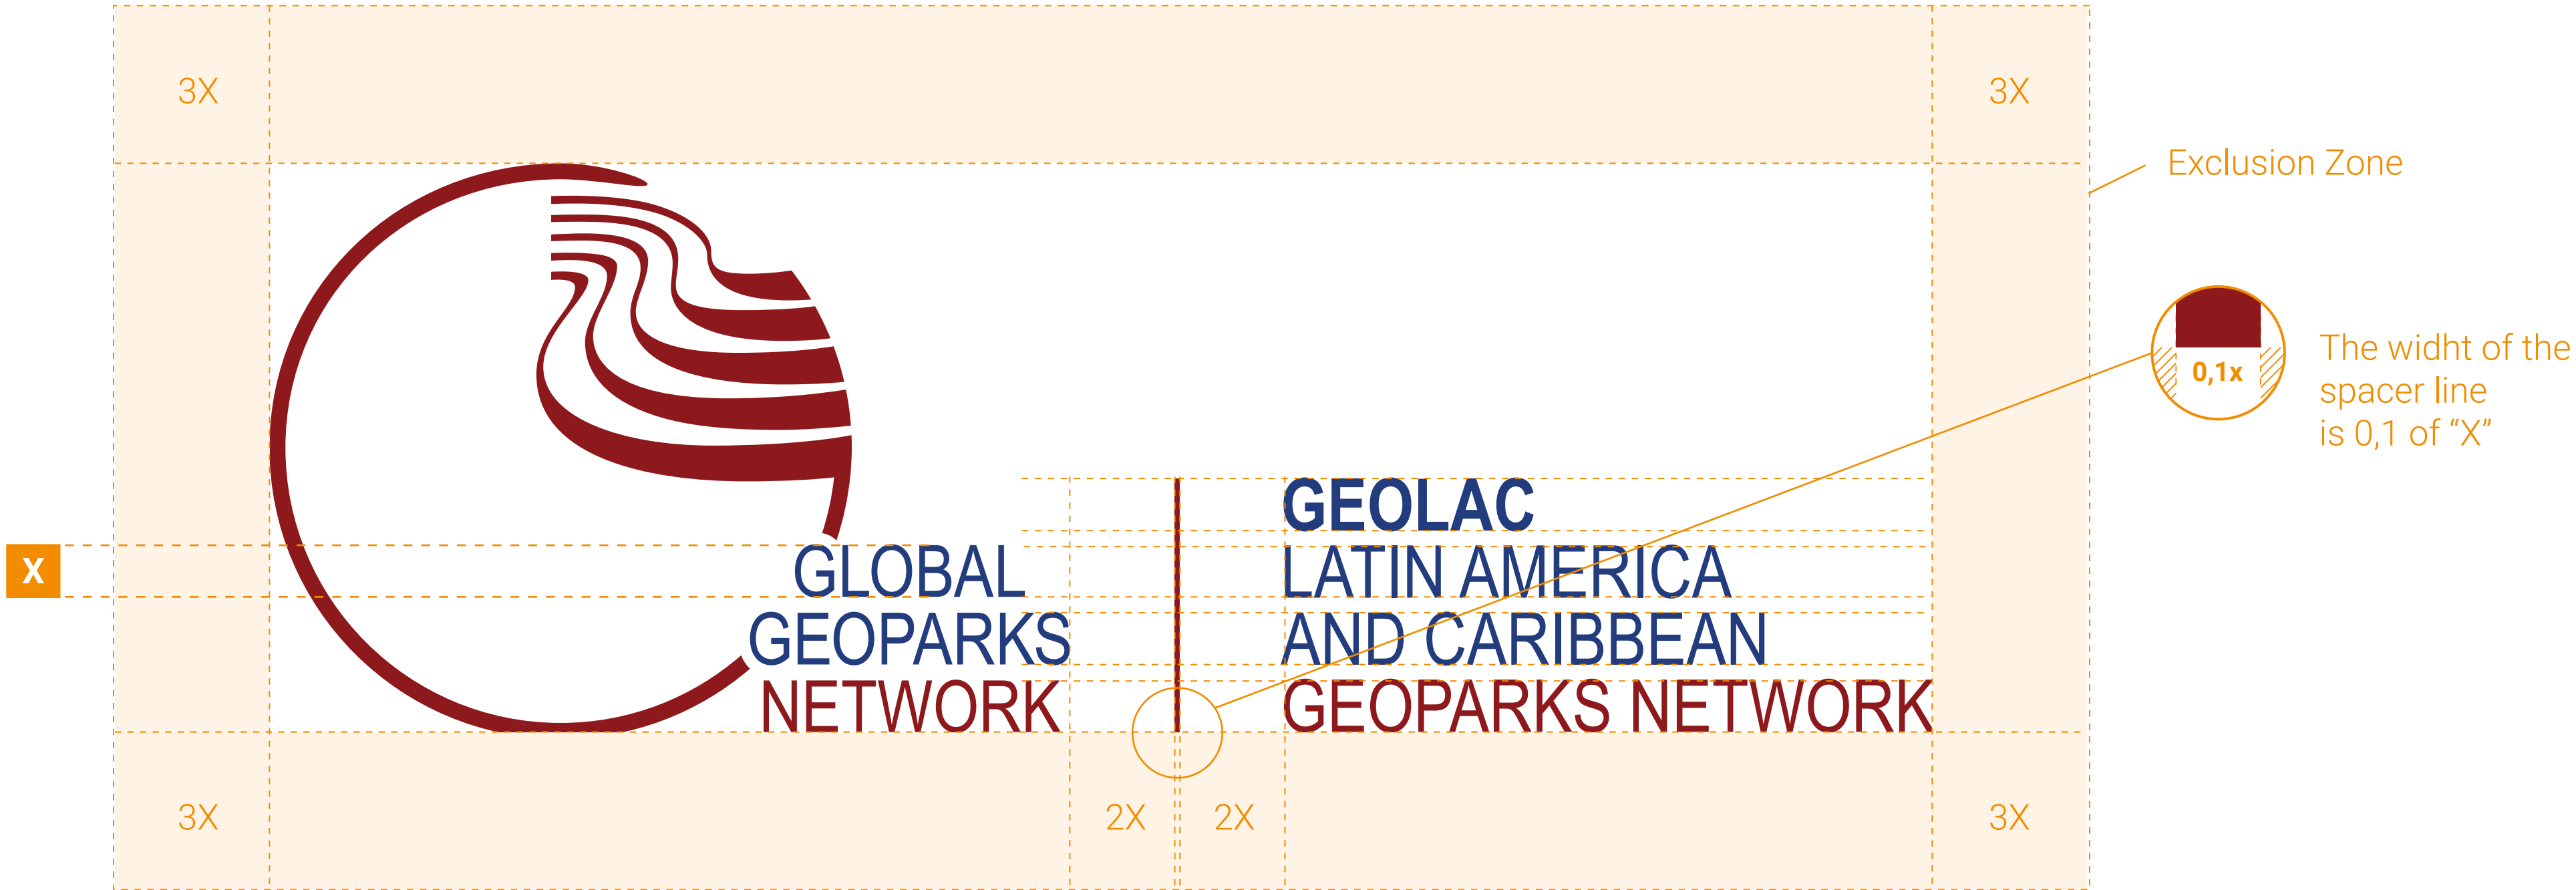 3X
3X
Exclusion Zone
0,1x
The widht of the
spacer line
is 0,1 of “X”
X
GLOBAL
GEOPARKS
NETWORK
GEOLAC
LATIN AMERICA
AND CARIBBEAN
GEOPARKS NETWORK
3X
2X
2X
3X